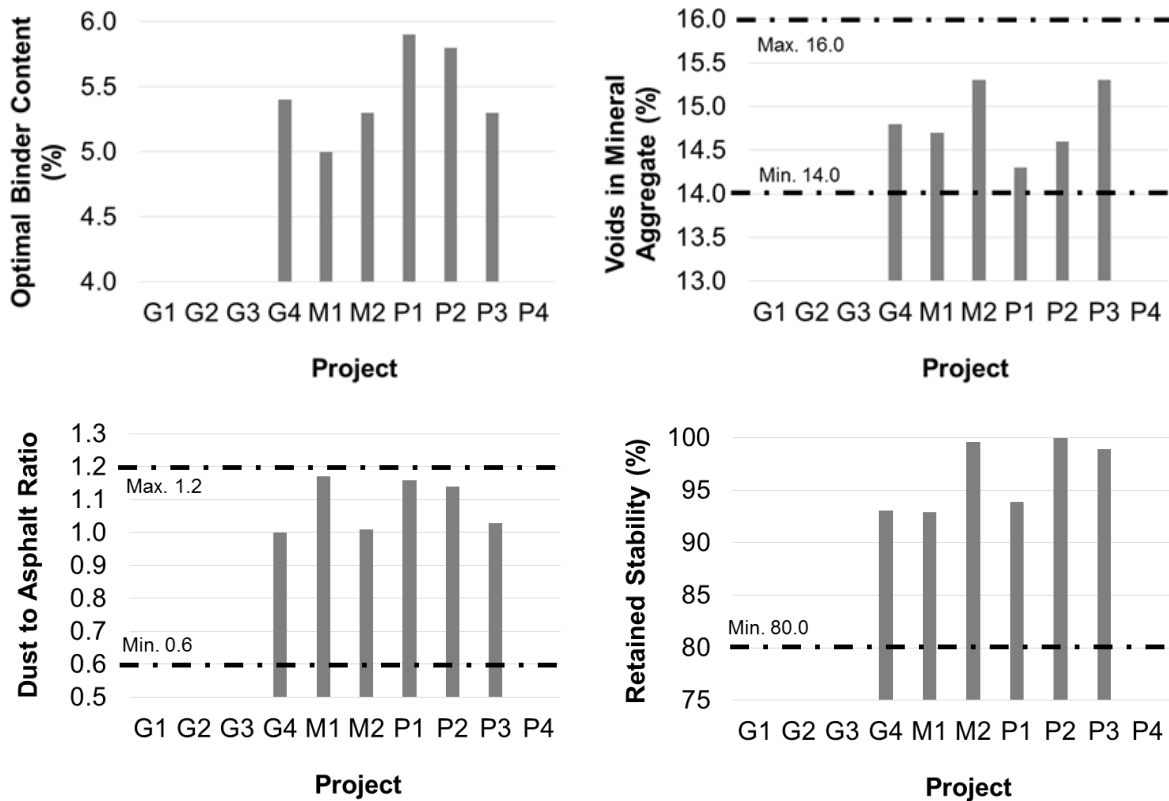 Optimal Binder Content
(%)
6.0
5.5
5.0
4.5
4.0
G1 G2 G3 G4 M1 M2 P1 P2 P3 P4
Project
Voids in Mineral
Aggregate (%)
16.0
15.5
15.0
14.5
14.0
13.5
13.0
Max. 16.0
Min. 14.0
G1 G2 G3 G4 M1 M2 P1 P2 P3 P4
Project
Dust to Asphalt Ratio
1.3
1.2
1.1
1.0
0.9
0.8
0.7
0.6
0.5
Max. 1.2
Min. 0.6
G1 G2 G3 G4 M1 M2 P1 P2 P3 P4
Project
Retained Stability (%)
100
95
90
85
80
75
Min. 80.0
G1 G2 G3 G4 M1 M2 P1 P2 P3 P4
Project